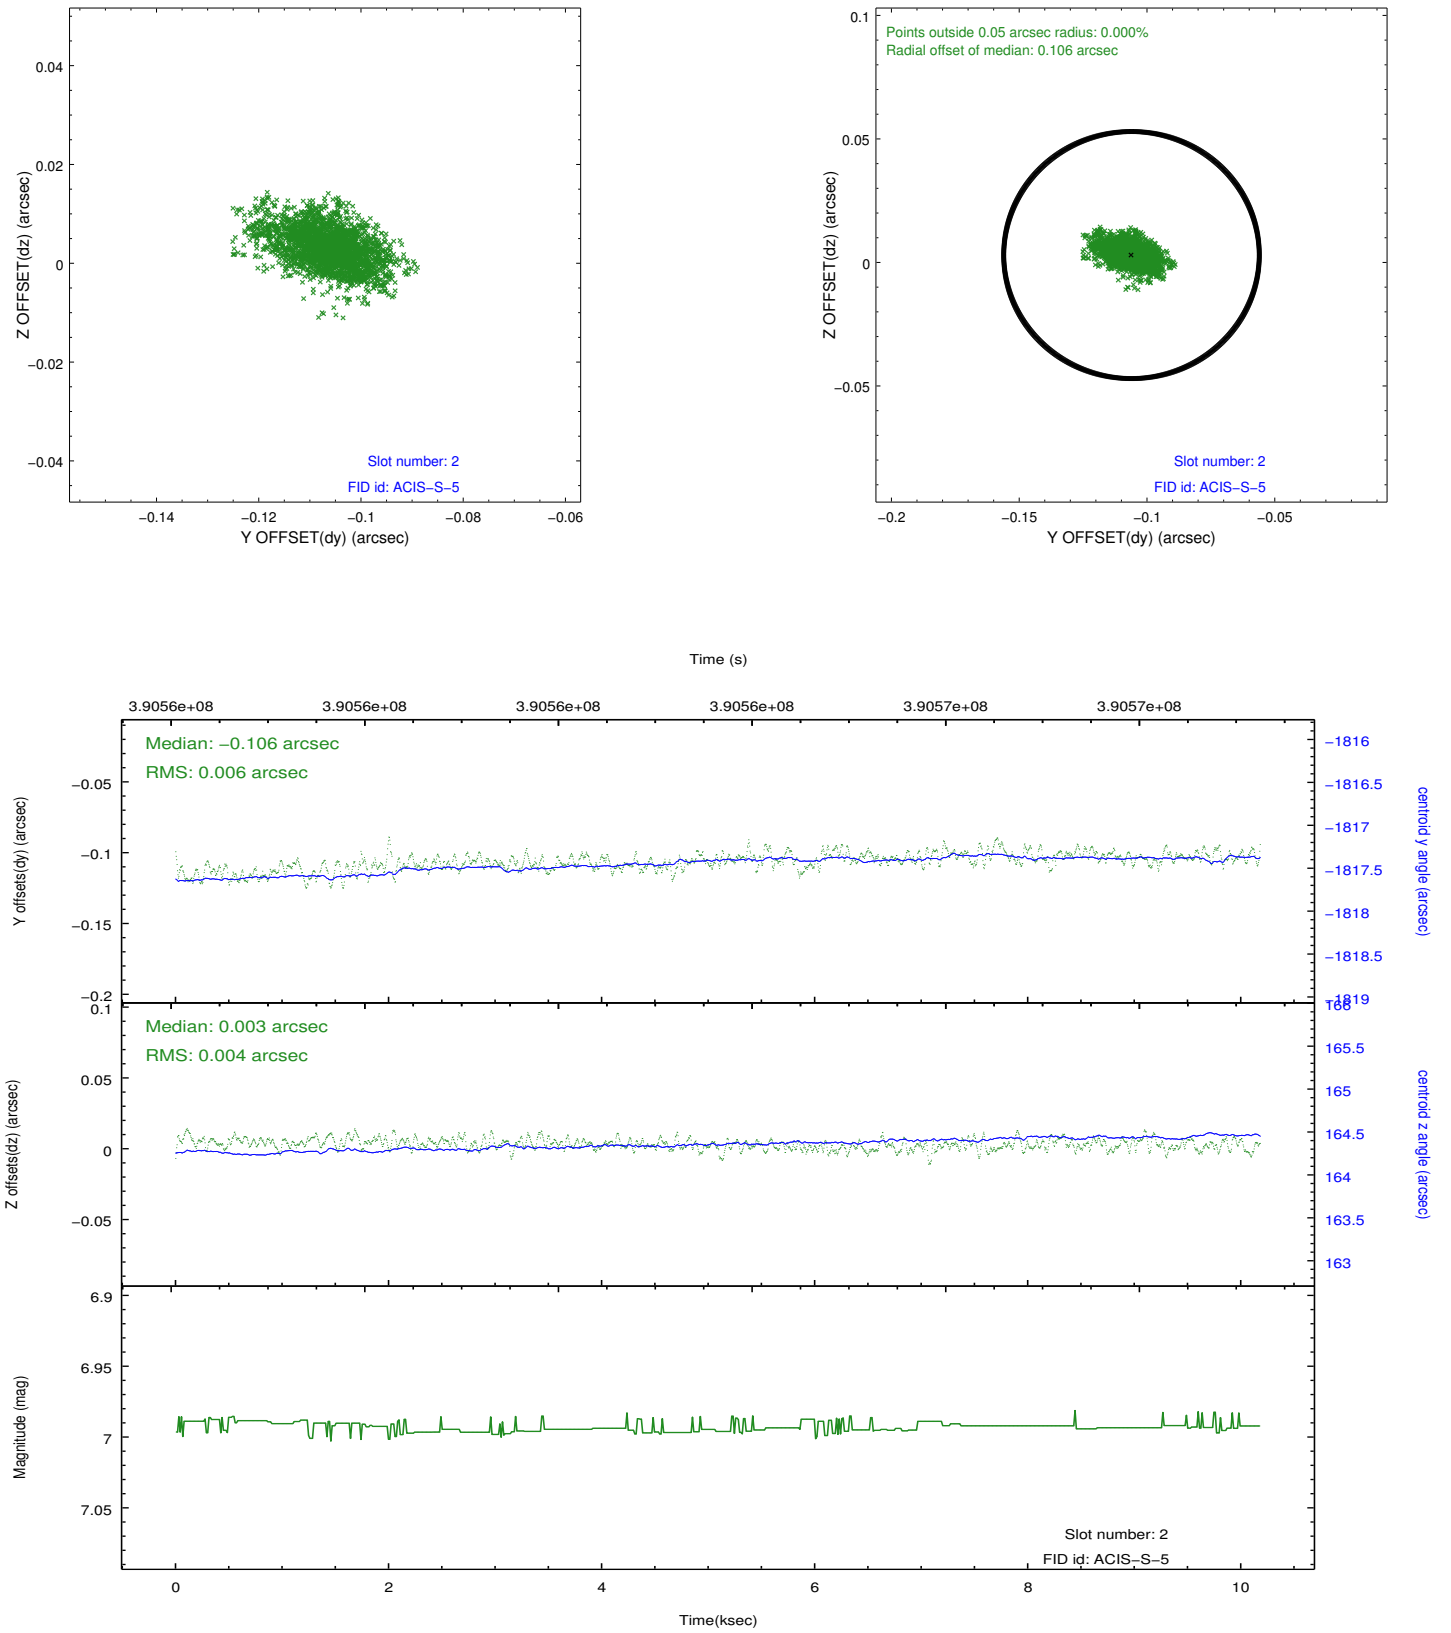 0.04
0.02
0
−0.02
−0.04
Z OFFSET(dz) (arcsec)
Slot number: 2
FID id: ACIS−S−5
−0.14 −0.12 −0.1 −0.08 −0.06
Y OFFSET(dy) (arcsec)
0.1
0.05
0
−0.05
Z OFFSET(dz) (arcsec)
Points outside 0.05 arcsec radius: 0.000%
Radial offset of median: 0.106 arcsec
Slot number: 2
FID id: ACIS−S−5
−0.2 −0.15 −0.1 −0.05
Y OFFSET(dy) (arcsec)
Time (s)
3.9056e+08 3.9056e+08 3.9056e+08 3.9056e+08 3.9057e+08 3.9057e+08
Median: −0.106 arcsec
RMS: 0.006 arcsec
−0.05
−0.1
−0.15
−0.2
Y offsets(dy) (arcsec)
−1816
−1816.5
−1817
−1817.5
−1818
−1818.5
−1819
centroid y angle (arcsec)
Median: 0.003 arcsec
RMS: 0.004 arcsec
0.1
0.05
0
−0.05
Z offsets(dz) (arcsec)
166
165.5
165
164.5
164
163.5
163
centroid z angle (arcsec)
6.9
6.95
7
7.05
Magnitude (mag)
Slot number: 2
FID id: ACIS−S−5
0 2 4 6 8 10
Time(ksec)